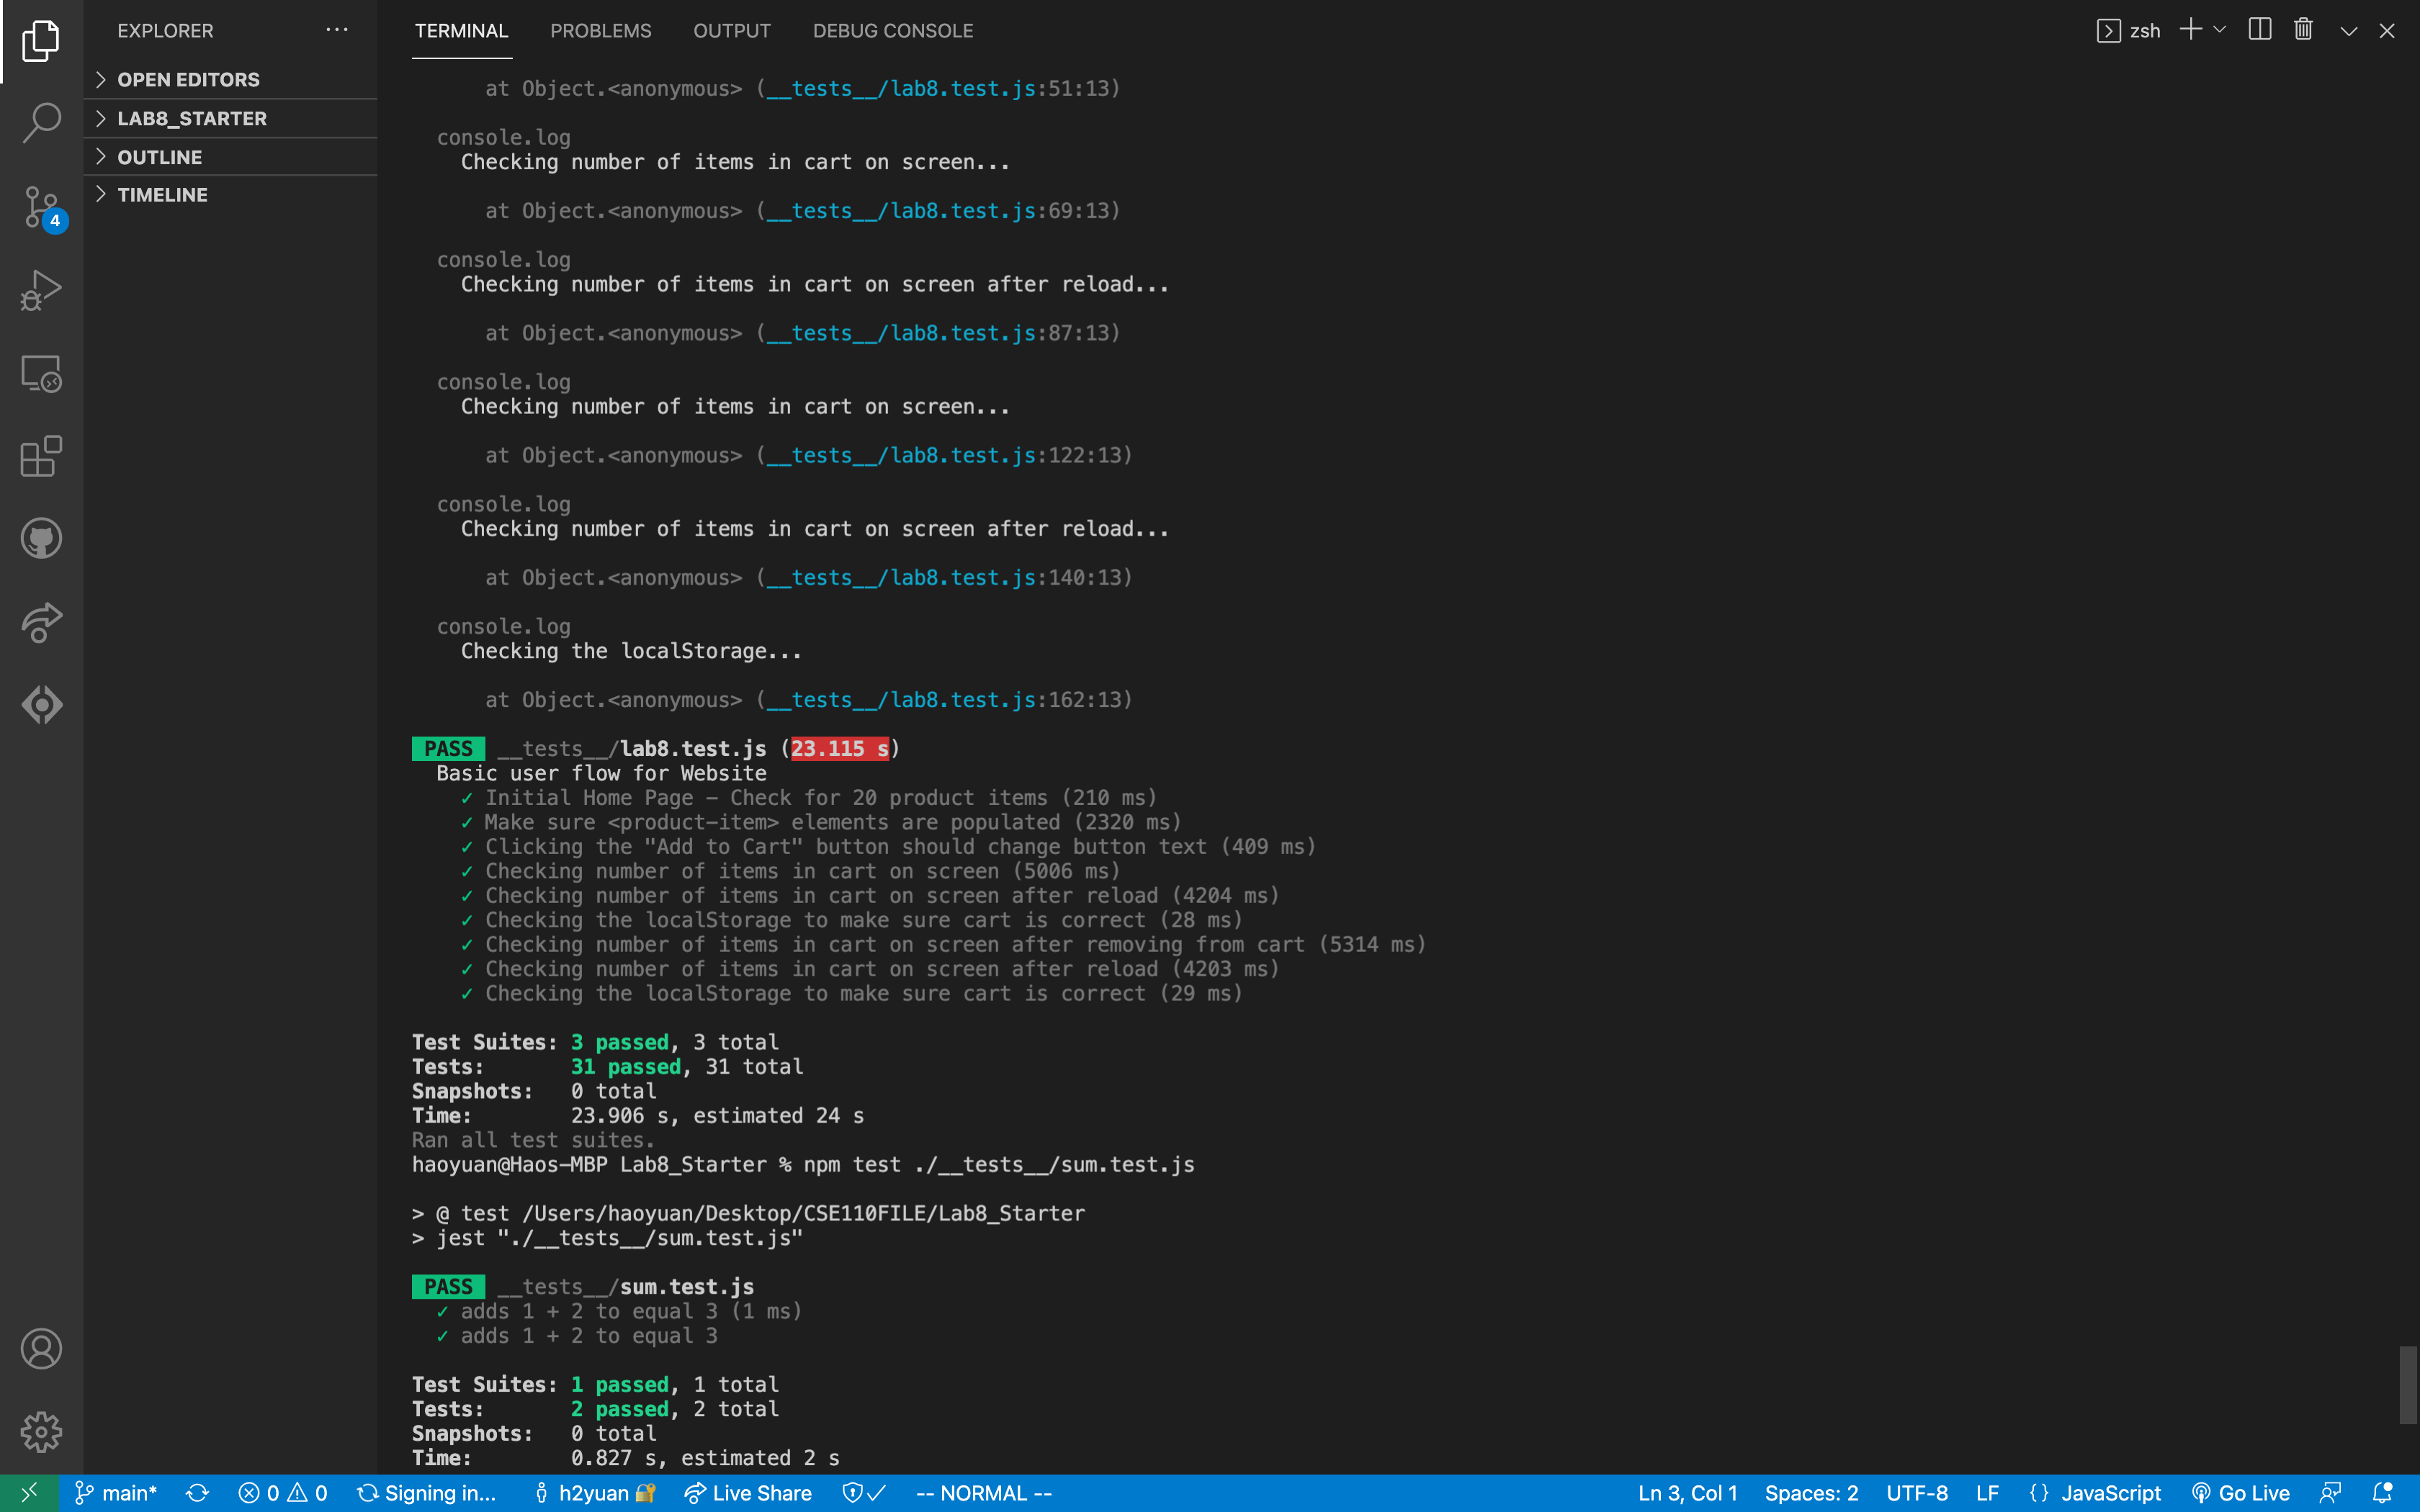 EXPLORER
OPEN EDITORS
LAB8_STARTER
OUTLINE
TIMELINE
4
TERMINAL PROBLEMS OUTPUT DEBUG CONSOLE
zsh
at Object.<anonymous> (__tests__/lab8.test.js:51:13)
console.log
Checking number of items in cart on screen...
at Object.<anonymous> (__tests__/lab8.test.js:69:13)
console.log
Checking number of items in cart on screen after reload...
at Object.<anonymous> (__tests__/lab8.test.js:87:13)
console.log
Checking number of items in cart on screen...
at Object.<anonymous> (__tests__/lab8.test.js:122:13)
console.log
Checking number of items in cart on screen after reload...
at Object.<anonymous> (__tests__/lab8.test.js:140:13)
console.log
Checking the localStorage...
at Object.<anonymous> (__tests__/lab8.test.js:162:13)
PASS __tests__/lab8.test.js (23.115 s)
Basic user flow for Website
✓ Initial Home Page – Check for 20 product items (210 ms)
✓ Make sure <product-item> elements are populated (2320 ms)
✓ Clicking the "Add to Cart" button should change button text (409 ms)
✓ Checking number of items in cart on screen (5006 ms)
✓ Checking number of items in cart on screen after reload (4204 ms)
✓ Checking the localStorage to make sure cart is correct (28 ms)
✓ Checking number of items in cart on screen after removing from cart (5314 ms)
✓ Checking number of items in cart on screen after reload (4203 ms)
✓ Checking the localStorage to make sure cart is correct (29 ms)
Test Suites: 3 passed, 3 total
Tests: 31 passed, 31 total
Snapshots: 0 total
Time: 23.906 s, estimated 24 s
Ran all test suites.
haoyuan@Haos-MBP Lab8_Starter % npm test ./__tests__/sum.test.js
> @ test /Users/haoyuan/Desktop/CSE110FILE/Lab8_Starter
> jest "./__tests__/sum.test.js"
PASS __tests__/sum.test.js
✓ adds 1 + 2 to equal 3 (1 ms)
✓ adds 1 + 2 to equal 3
Test Suites: 1 passed, 1 total
Tests: 2 passed, 2 total
Snapshots: 0 total
Time: 0.827 s, estimated 2 s
main* 0 0 Signing in... h2yuan Live Share -- NORMAL -- Ln 3, Col 1 Spaces: 2 UTF-8 LF {} JavaScript Go Live